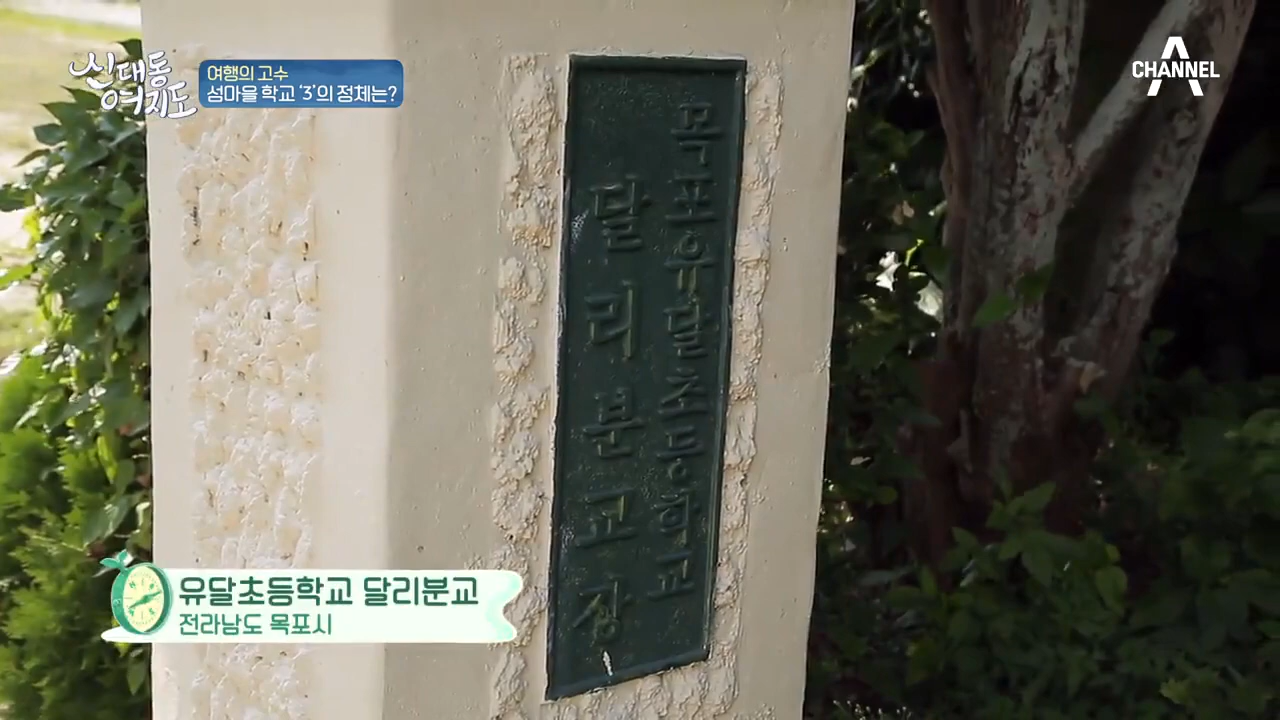 신대동
여지도
여행의 고수
섬마을 학교 '3'의 정체는?
CHANNEL A
목포유달초등학교
달리분교장
유달초등학교 달리분교
전라남도 목포시